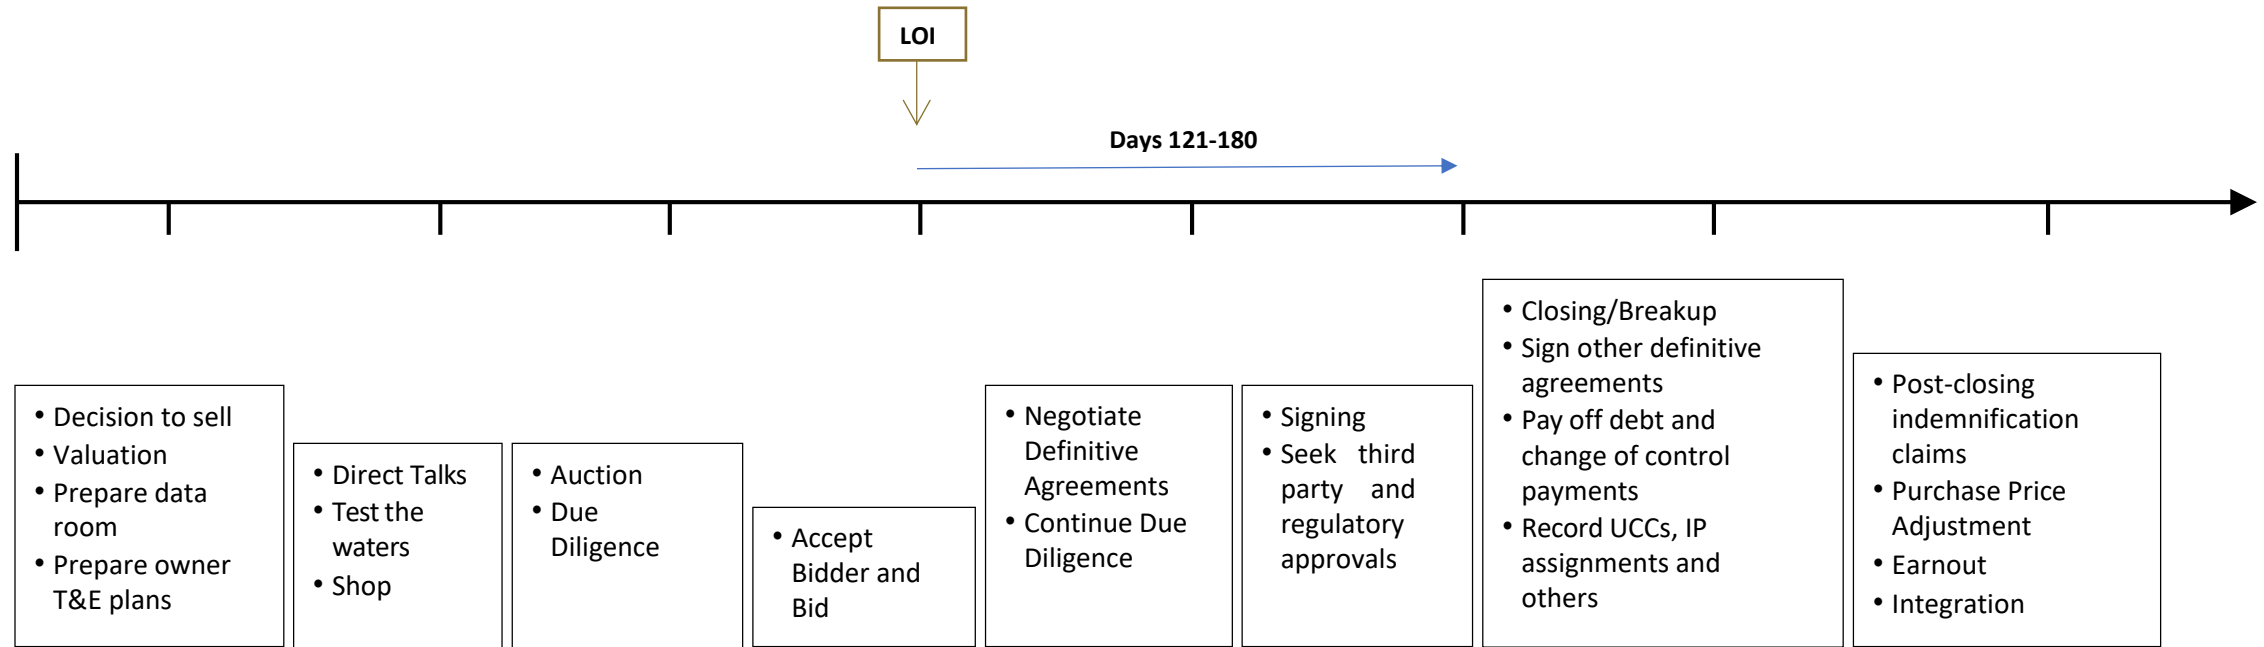 LOI
Days 121-180
• Decision to sell
• Valuation
• Prepare data
room
• Prepare owner
T&E plans
• Direct Talks
• Test the
waters
• Shop
• Auction
• Due
Diligence
• Accept
Bidder and
Bid
• Negotiate
Definitive
Agreements
• Continue Due
Diligence
• Signing
• Seek third
party and
regulatory
approvals
• Closing/Breakup
• Sign other definitive
agreements
• Pay off debt and
change of control
payments
• Record UCCs, IP
assignments and
others
• Post-closing
indemnification
claims
• Purchase Price
Adjustment
• Earnout
• Integration